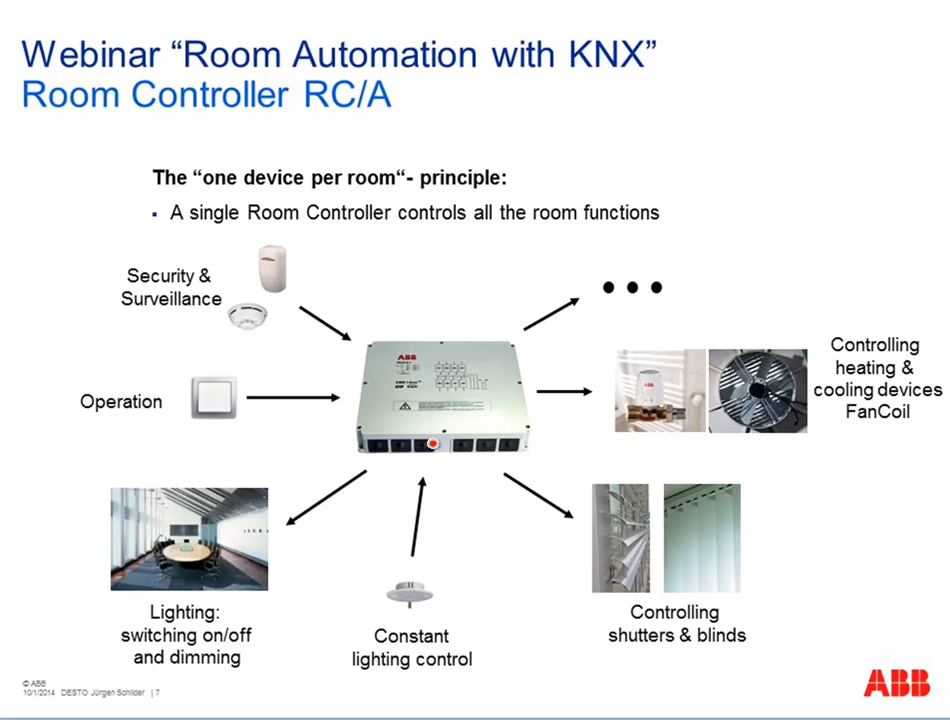 Webinar “Room Automation with KNX”
Room Controller RC/A
The “one device per room“- principle:
▪ A single Room Controller controls all the room functions
Security &
Surveillance
● ● ●
Controlling
heating &
cooling devices
FanCoil
ABB
ABB
Operation
Lighting:
switching on/off
and dimming
Constant
lighting control
Controlling
shutters & blinds
© ABB
10/1/2014 DESTO Jürgen Schilder | 7
ABB